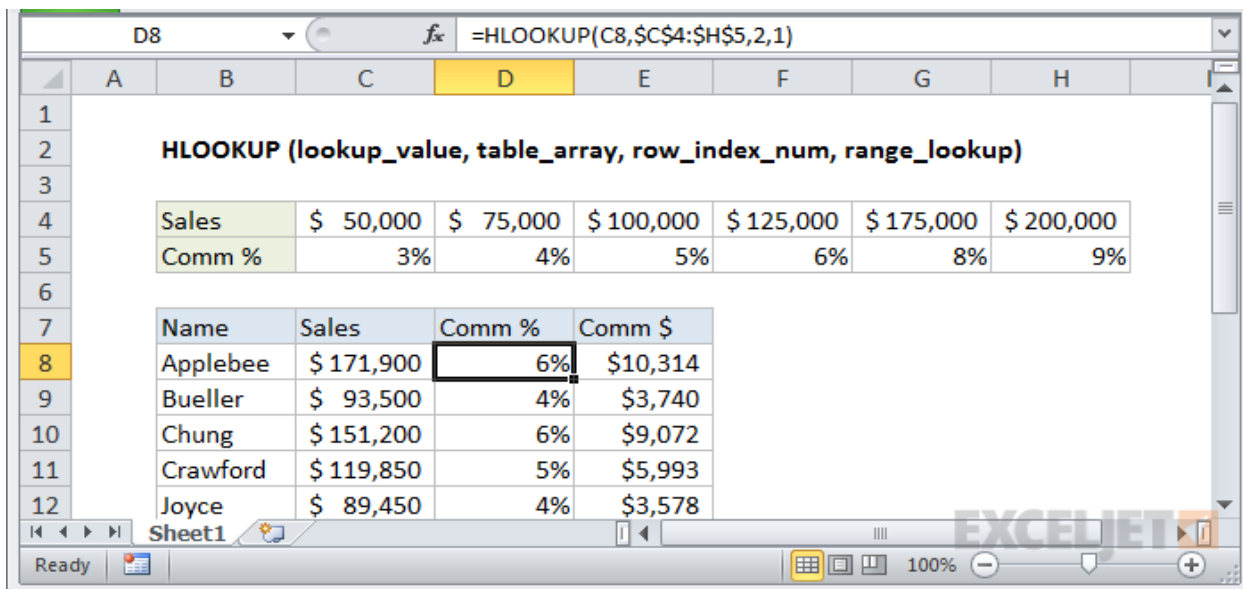 D8 fx =HLOOKUP(C8,$C$4:$H$5,2,1)
A B C D E F G H I
1
2 HLOOKUP (lookup_value, table_array, row_index_num, range_lookup)
3
4 Sales $ 50,000 $ 75,000 $ 100,000 $ 125,000 $ 175,000 $ 200,000
5 Comm % 3% 4% 5% 6% 8% 9%
6
7 Name Sales Comm % Comm $
8 Applebee $ 171,900 6% $10,314
9 Bueller $ 93,500 4% $3,740
10 Chung $ 151,200 6% $9,072
11 Crawford $ 119,850 5% $5,993
12 Joyce $ 89,450 4% $3,578
Sheet1 EXCELJET
Ready 100%